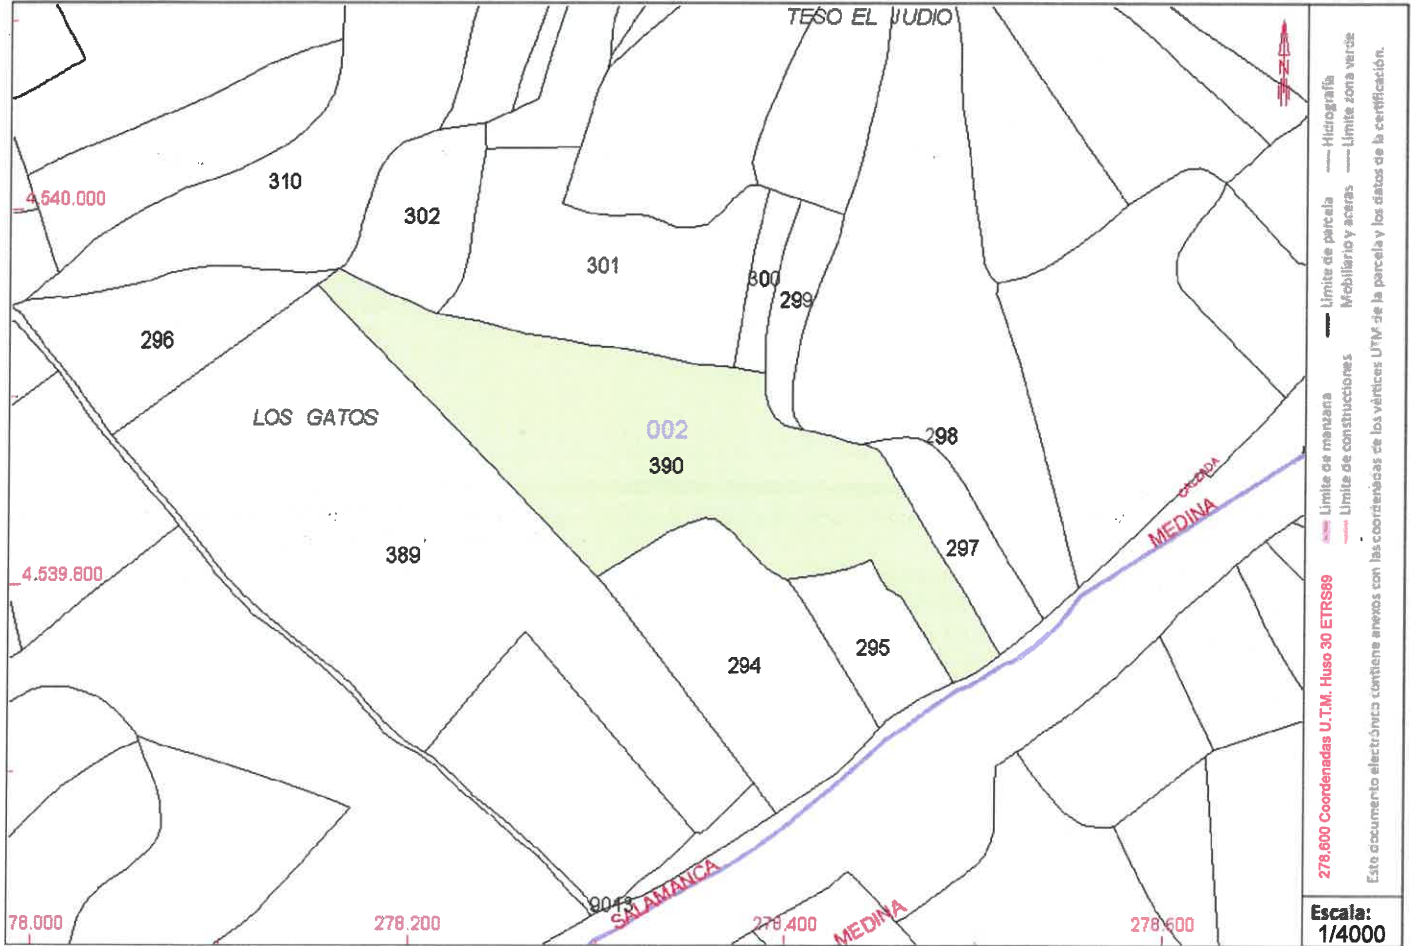 TESO EL JUDIO
N
310
4.540.000
302
301
300
299
296
LOS GATOS
002
390
298
CALZADA
MEDINA
297
389
4.539.800
295
294
SALAMANCA
9013
MEDINA
78.000
278.200
278.400
278.600
278.600 Coordenadas U.T.M. Huso 30 ETRS89
Limite de manzana
Limite de construcciones
Limite de parcela
Mobiliario y aceras
Hidrografía
Limite zona verde
Este documento electrónico contiene anexos con las coordenadas de los vértices UTM de la parcela y los datos de la certificación.
Escala:
1/4000